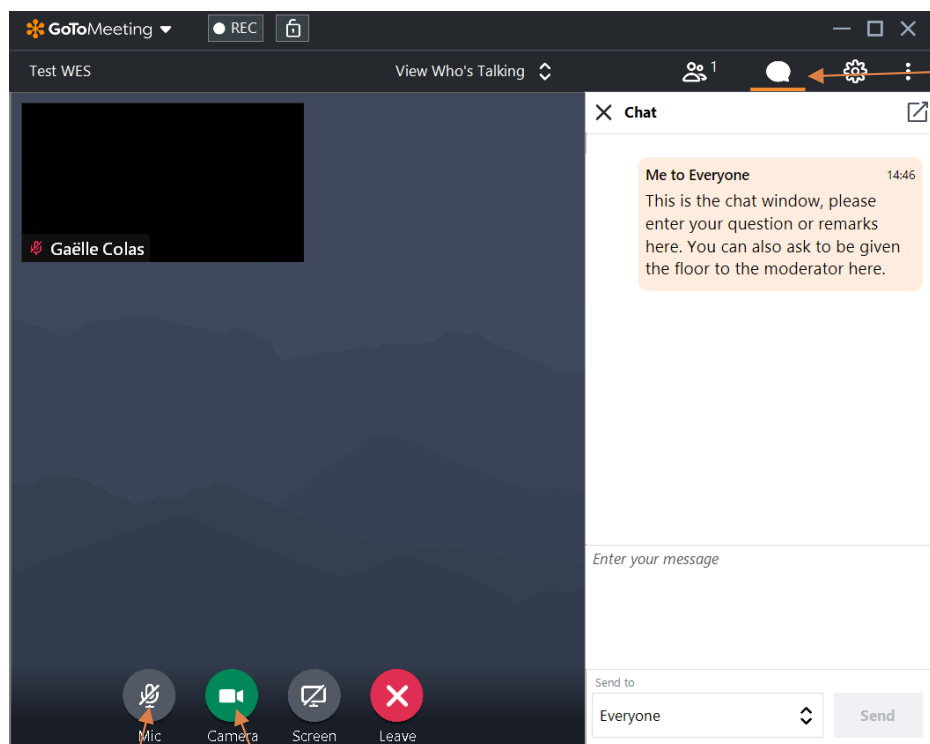 GoToMeeting
REC
Test WES
View Who's Talking
1
Chat
Me to Everyone 14:46
This is the chat window, please
enter your question or remarks
here. You can also ask to be given
the floor to the moderator here.
Gaëlle Colas
Enter your message
Send to
Everyone
Send
Mic
Camera
Screen
Leave